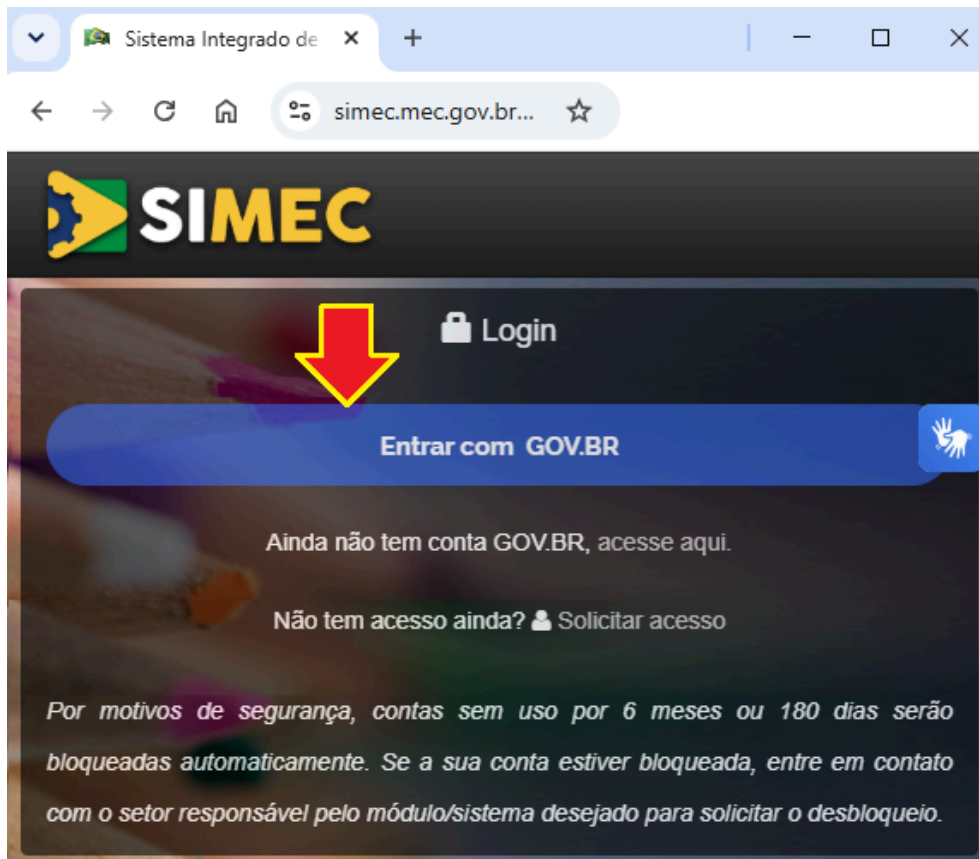 Sistema Integrado de
simec.mec.gov.br...
SIMEC
Login
Entrar com GOV.BR
Ainda não tem conta GOV.BR, acesse aqui.
Não tem acesso ainda? Solicitar acesso
Por motivos de segurança, contas sem uso por 6 meses ou 180 dias serão
bloqueadas automaticamente. Se a sua conta estiver bloqueada, entre em contato
com o setor responsável pelo módulo/sistema desejado para solicitar o desbloqueio.